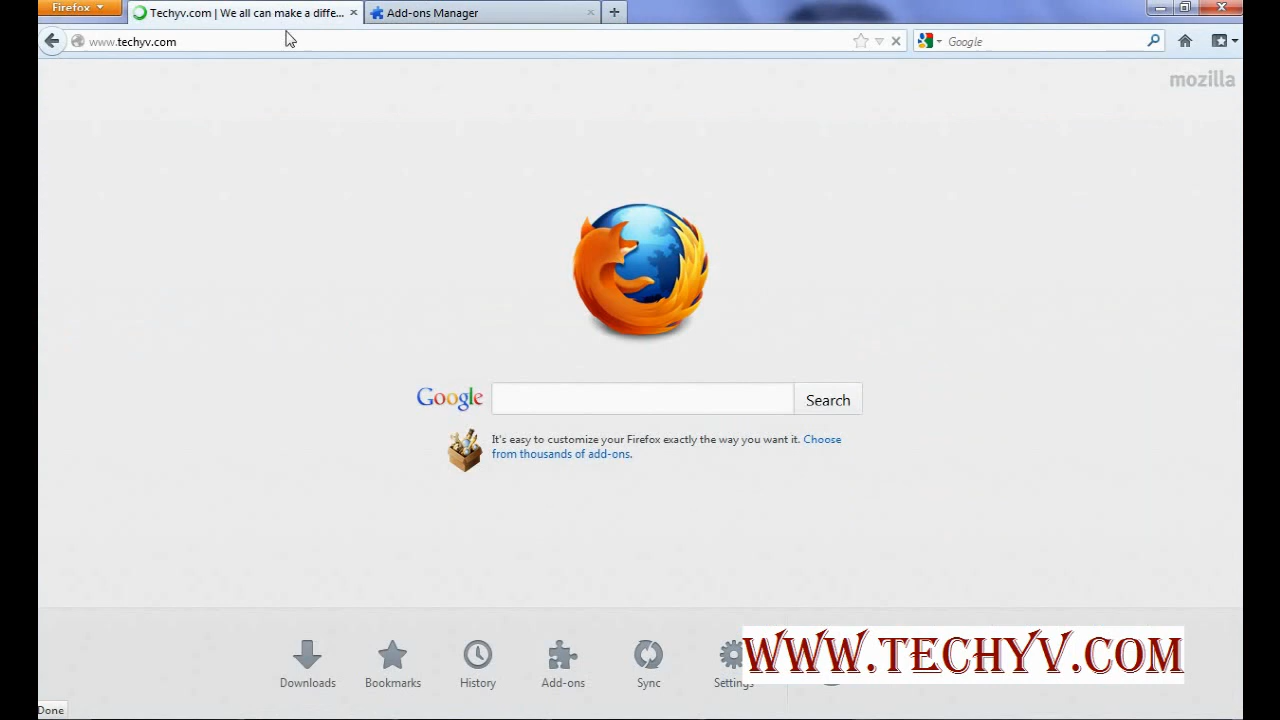 Firefox
Techyv.com | We all can make a diffe...
Add-ons Manager
www.techyv.com
Google
mozilla
Google
Search
It's easy to customize your Firefox exactly the way you want it. Choose
from thousands of add-ons.
Downloads
Bookmarks
History
Add-ons
Sync
Settings
WWW.TECHYV.COM
Done